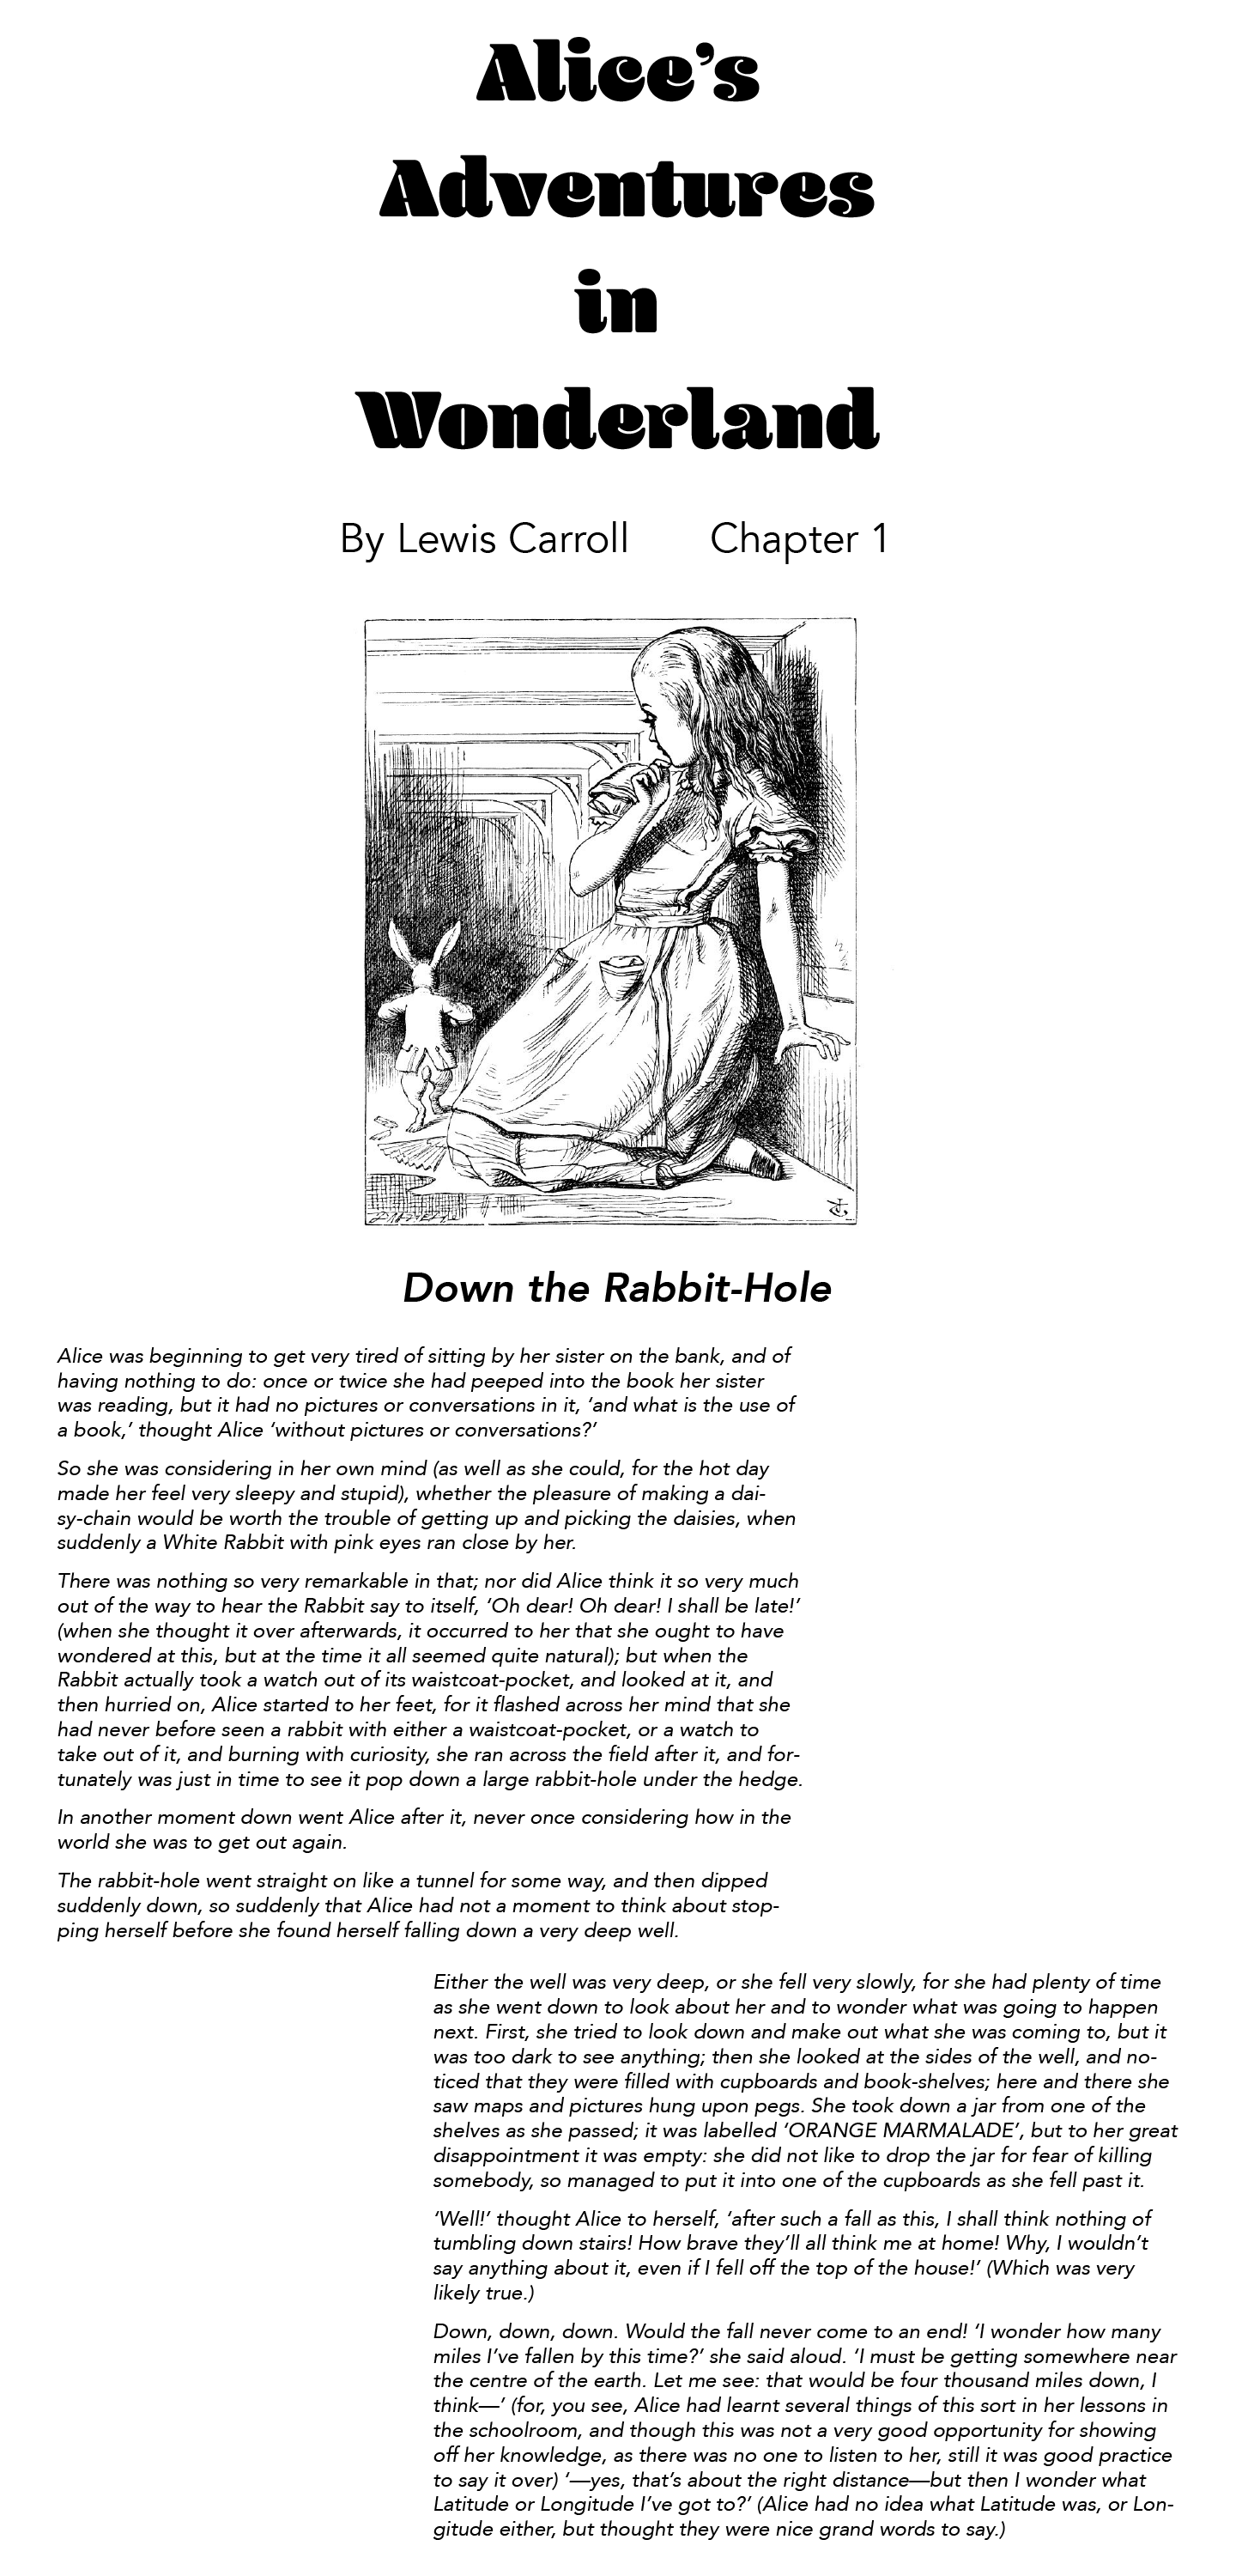 Alice’s
Adventures
in
Wonderland
By Lewis Carroll Chapter 1
Down the Rabbit-Hole
Alice was beginning to get very tired of sitting by her sister on the bank, and of
having nothing to do: once or twice she had peeped into the book her sister
was reading, but it had no pictures or conversations in it, ‘and what is the use of
a book,’ thought Alice ‘without pictures or conversations?’
So she was considering in her own mind (as well as she could, for the hot day
made her feel very sleepy and stupid), whether the pleasure of making a dai-
sy-chain would be worth the trouble of getting up and picking the daisies, when
suddenly a White Rabbit with pink eyes ran close by her.
There was nothing so very remarkable in that; nor did Alice think it so very much
out of the way to hear the Rabbit say to itself, ‘Oh dear! Oh dear! I shall be late!’
(when she thought it over afterwards, it occurred to her that she ought to have
wondered at this, but at the time it all seemed quite natural); but when the
Rabbit actually took a watch out of its waistcoat-pocket, and looked at it, and
then hurried on, Alice started to her feet, for it flashed across her mind that she
had never before seen a rabbit with either a waistcoat-pocket, or a watch to
take out of it, and burning with curiosity, she ran across the field after it, and for-
tunately was just in time to see it pop down a large rabbit-hole under the hedge.
In another moment down went Alice after it, never once considering how in the
world she was to get out again.
The rabbit-hole went straight on like a tunnel for some way, and then dipped
suddenly down, so suddenly that Alice had not a moment to think about stop-
ping herself before she found herself falling down a very deep well.
Either the well was very deep, or she fell very slowly, for she had plenty of time
as she went down to look about her and to wonder what was going to happen
next. First, she tried to look down and make out what she was coming to, but it
was too dark to see anything; then she looked at the sides of the well, and no-
ticed that they were filled with cupboards and book-shelves; here and there she
saw maps and pictures hung upon pegs. She took down a jar from one of the
shelves as she passed; it was labelled ‘ORANGE MARMALADE’, but to her great
disappointment it was empty: she did not like to drop the jar for fear of killing
somebody, so managed to put it into one of the cupboards as she fell past it.
‘Well!’ thought Alice to herself, ‘after such a fall as this, I shall think nothing of
tumbling down stairs! How brave they’ll all think me at home! Why, I wouldn’t
say anything about it, even if I fell off the top of the house!’ (Which was very
likely true.)
Down, down, down. Would the fall never come to an end! ‘I wonder how many
miles I’ve fallen by this time?’ she said aloud. ‘I must be getting somewhere near
the centre of the earth. Let me see: that would be four thousand miles down, I
think—’ (for, you see, Alice had learnt several things of this sort in her lessons in
the schoolroom, and though this was not a very good opportunity for showing
off her knowledge, as there was no one to listen to her, still it was good practice
to say it over) ‘—yes, that’s about the right distance—but then I wonder what
Latitude or Longitude I’ve got to?’ (Alice had no idea what Latitude was, or Lon-
gitude either, but thought they were nice grand words to say.)